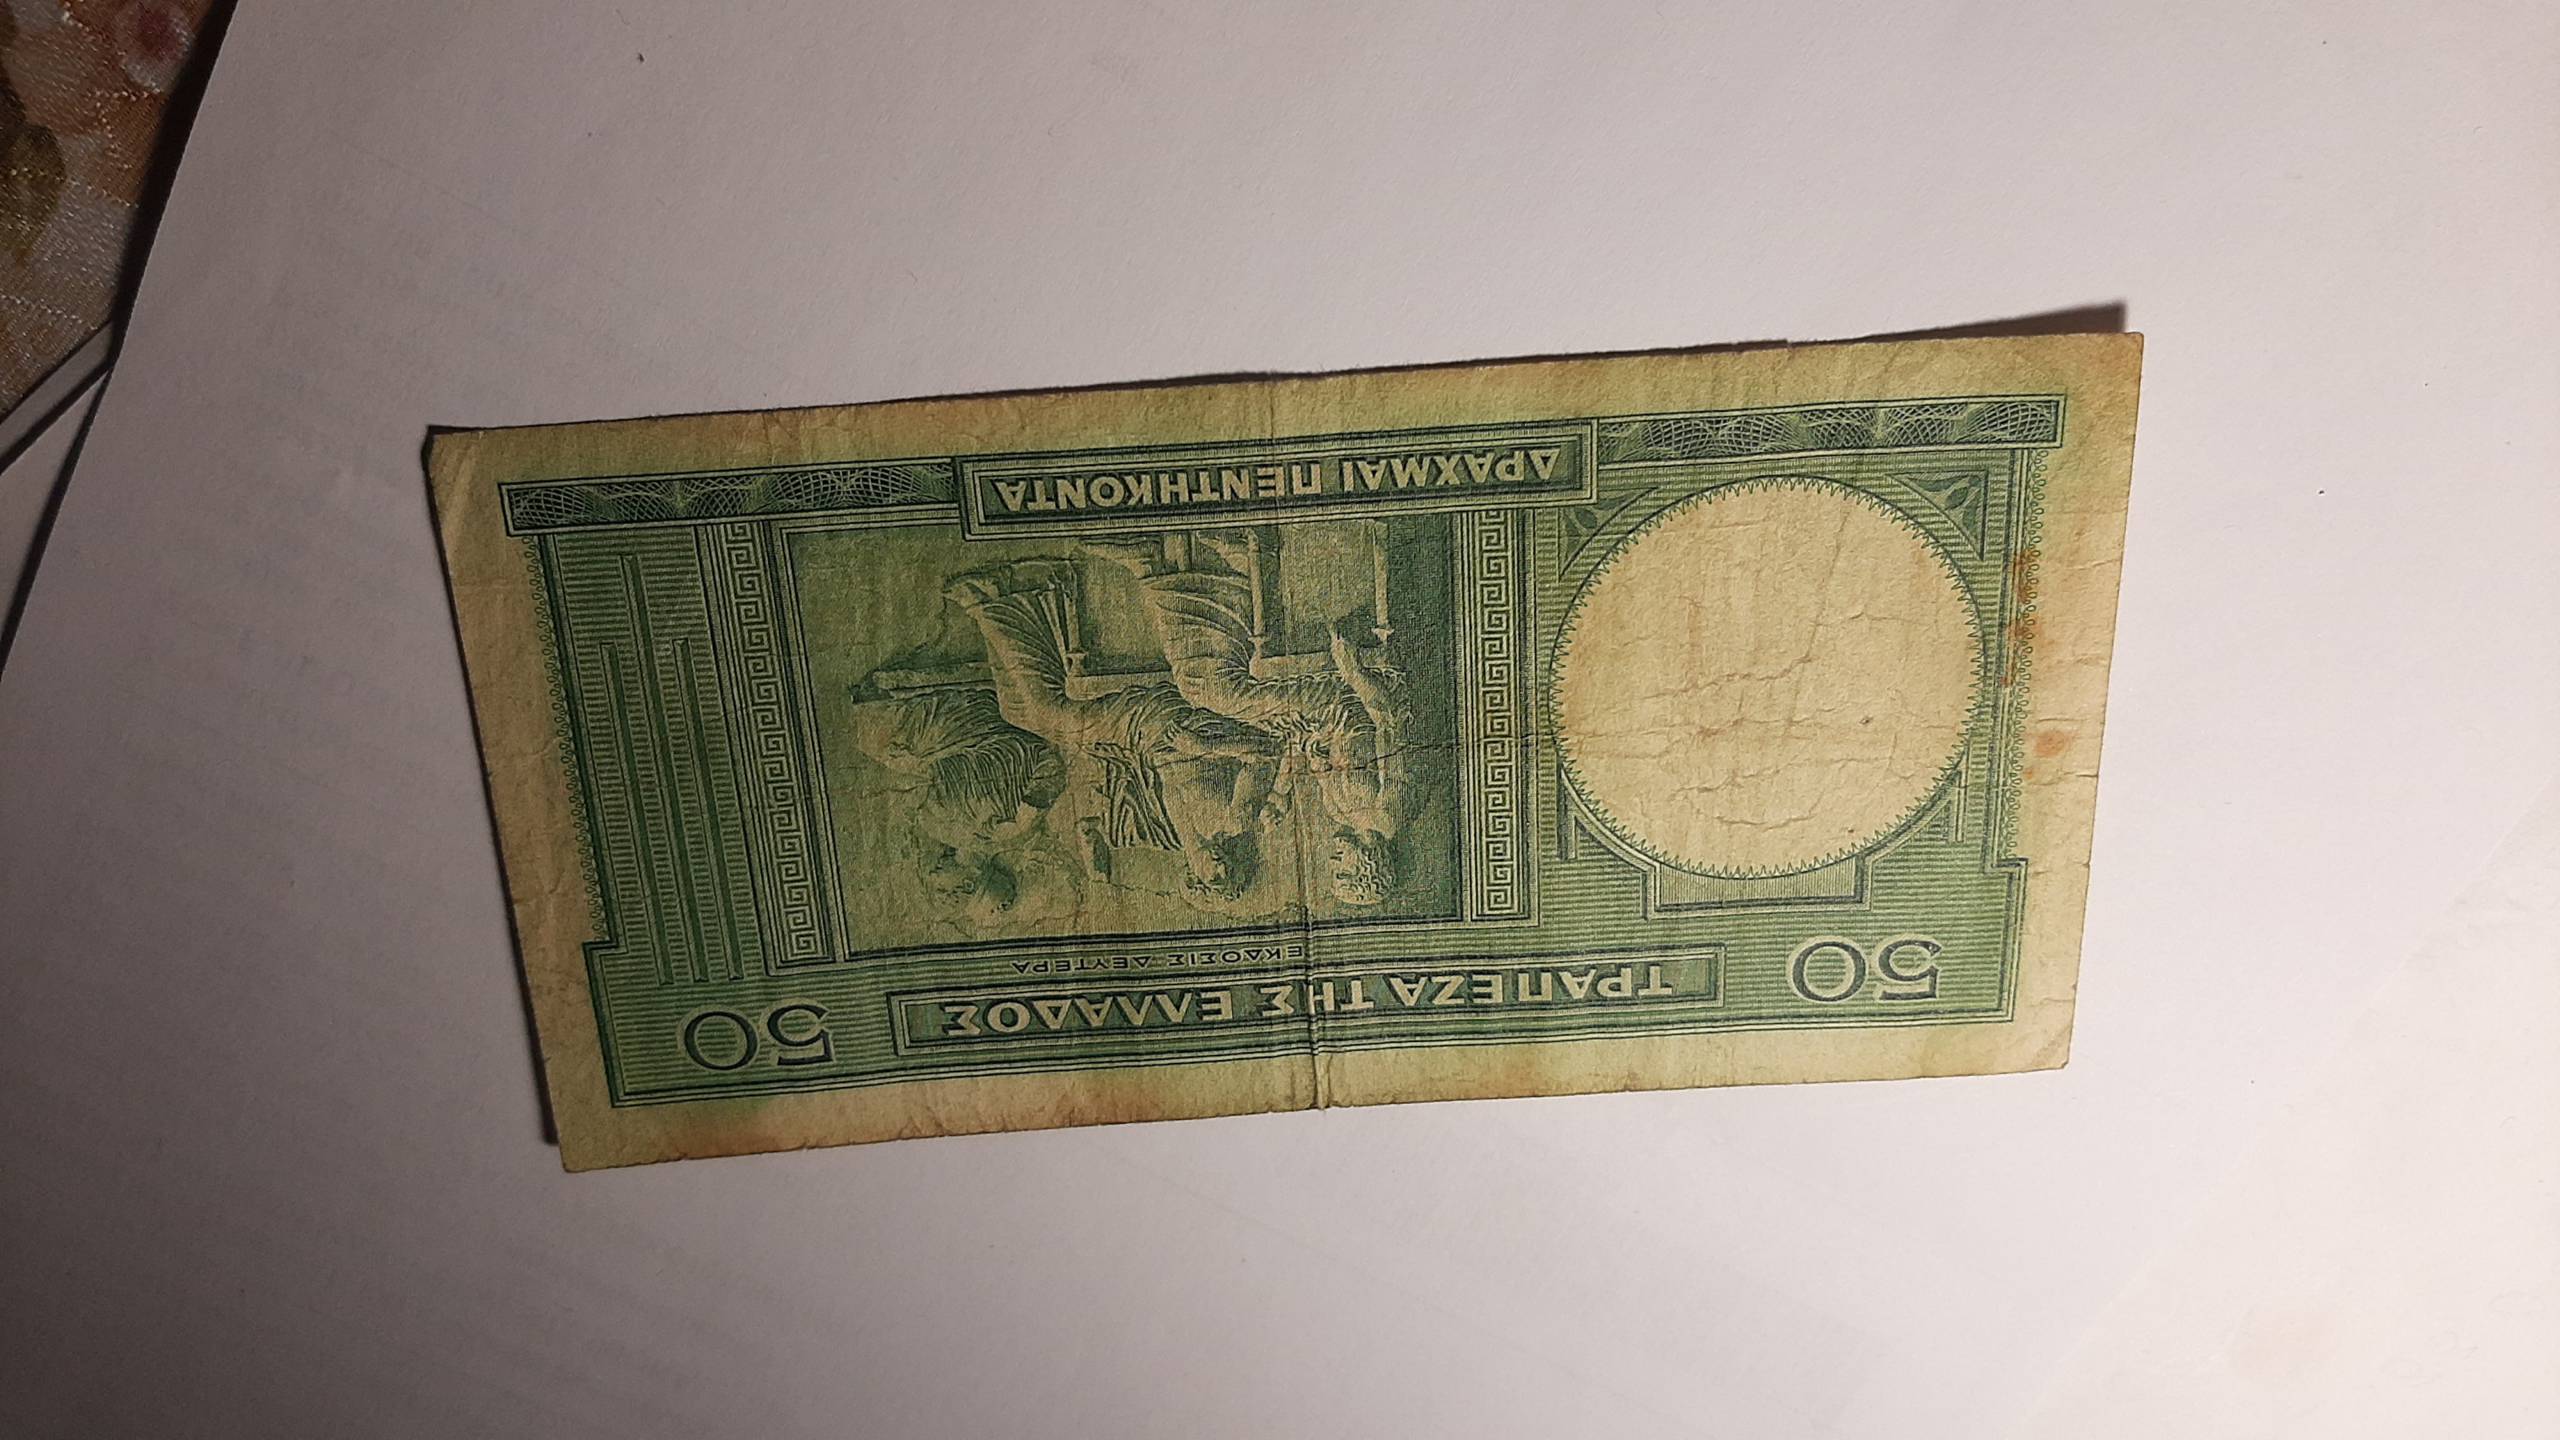 50
ΤΡΑΠΕΖΑ ΤΗΣ ΕΛΛΑΔΟΣ
50
ΕΚΔΟΣΙΣ ΔΕΥΤΕΡΑ
ΔΡΑΧΜΑΙ ΠΕΝΤΗΚΟΝΤΑ